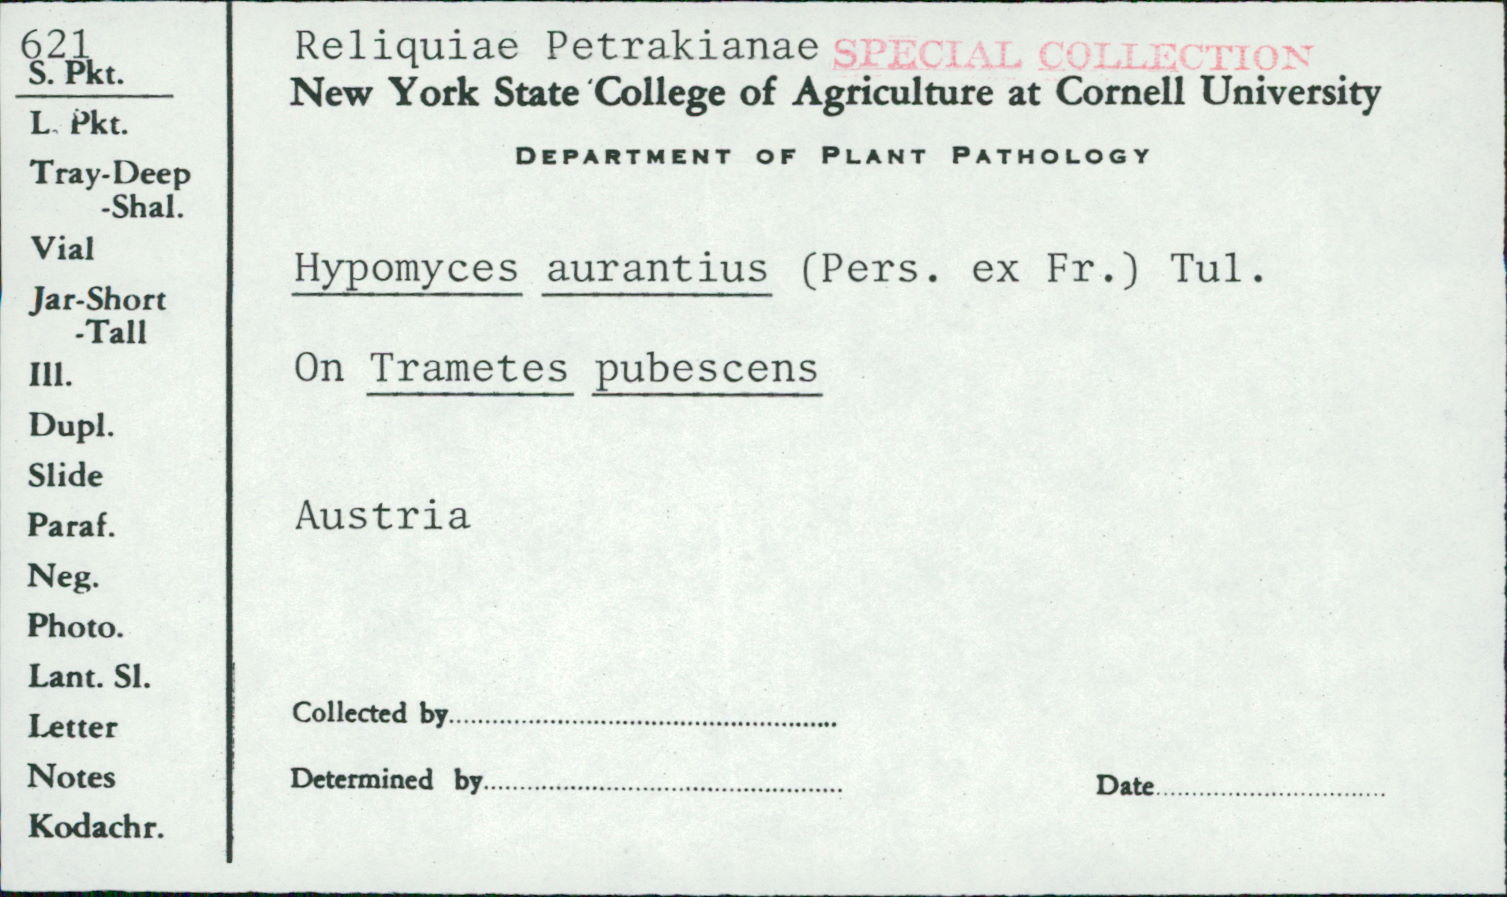 621
S. Pkt.
L. Pkt.
Tray-Deep
-Shal.
Vial
Jar-Short
-Tall
Ill.
Dupl.
Slide
Paraf.
Neg.
Photo.
Lant. Sl.
Letter
Notes
Kodachr.
Reliquiae Petrakianae SPECIAL COLLECTION
New York State College of Agriculture at Cornell University
DEPARTMENT OF PLANT PATHOLOGY
Hypomyces aurantius (Pers. ex Fr.) Tul.
On Trametes pubescens
Austria
Collected by
Determined by
Date